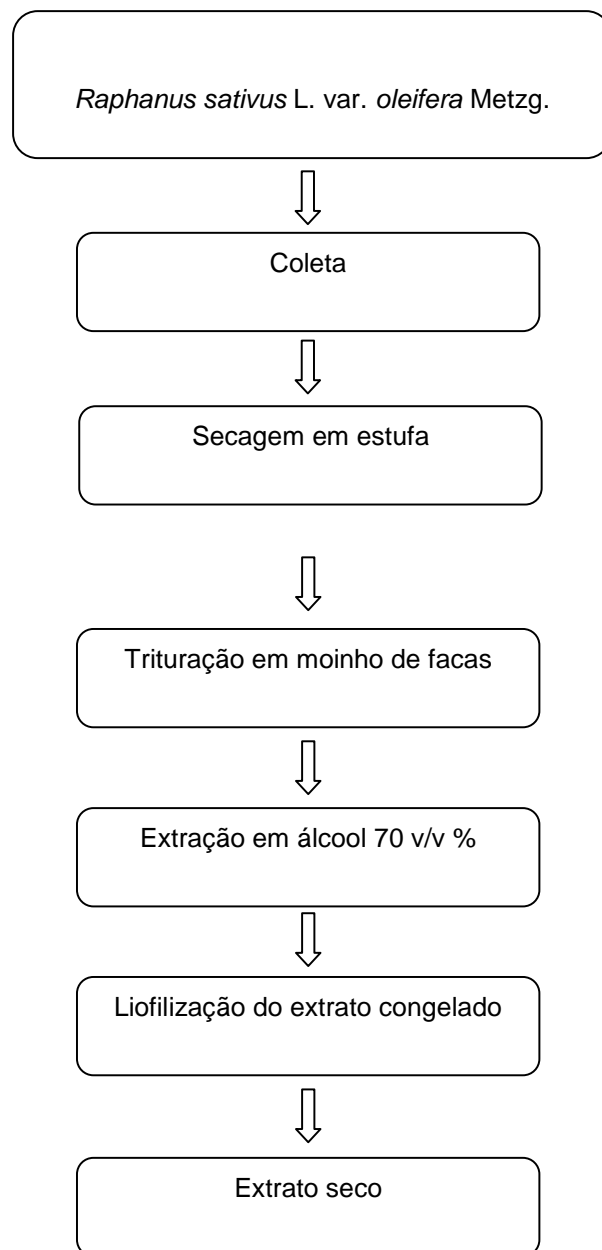 Raphanus sativus L. var. oleifera Metzg.
Coleta
Secagem em estufa
Trituração em moinho de facas
Extração em álcool 70 v/v %
Liofilização do extrato congelado
Extrato seco